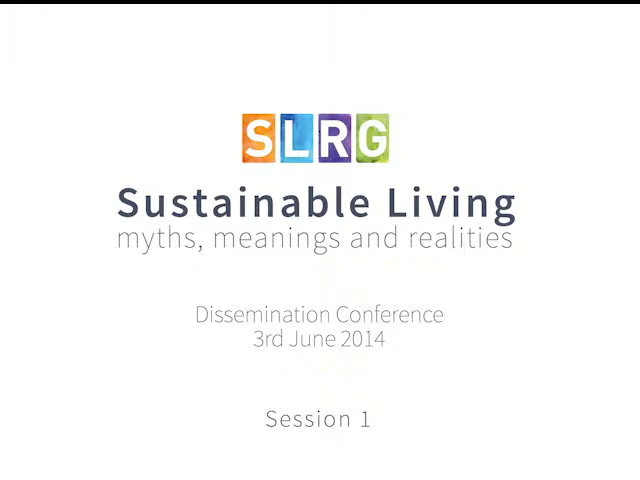 SLRG
Sustainable Living
myths, meanings and realities
Dissemination Conference
3rd June 2014
Session 1